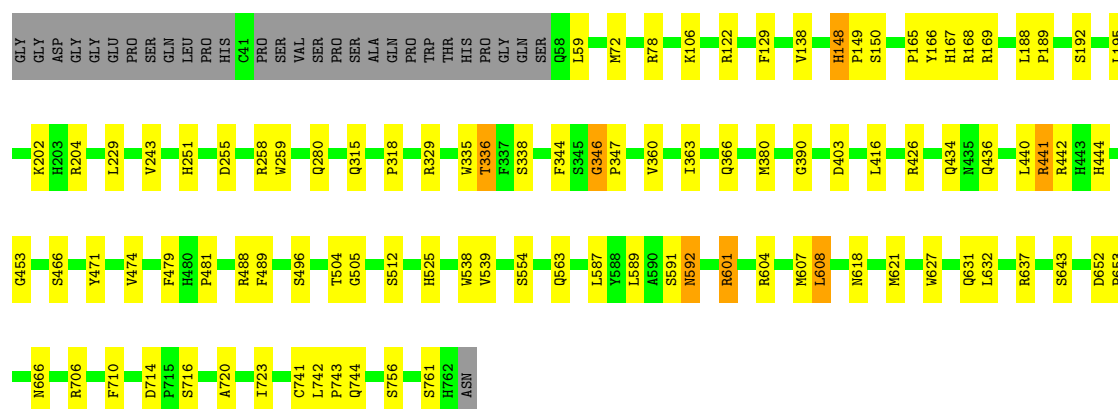 GLY GLY ASP GLY GLY GLU PRO SER GLN LEU PRO HIS C41 PRO SER VAL SER PRO SER ALA GLN PRO TRP THR HIS PRO GLY GLN SER Q58 L59 M72 R78 K106 R122 F129 V138 H148 P149 S150 P165 Y166 H167 R168 R169 L188 P189 S192 L195
K202 H203 R204 L229 V243 H251 D255 R258 W259 Q280 Q315 P318 R329 W335 T336 F337 S338 F344 S345 G346 P347 V360 I363 Q366 M380 G390 D403 L416 R426 Q434 N435 Q436 L440 R441 R442 H443 H444
G453 S466 Y471 V474 F479 H480 P481 R488 F489 S496 T504 G505 S512 H525 W538 V539 S554 Q563 L587 Y588 L589 A590 S591 N592 R601 R604 M607 L608 N618 M621 W627 Q631 L632 R637 S643 D652 P653
N666 R706 F710 D714 P715 S716 A720 I723 C741 L742 P743 Q744 S756 S761 H762 ASN